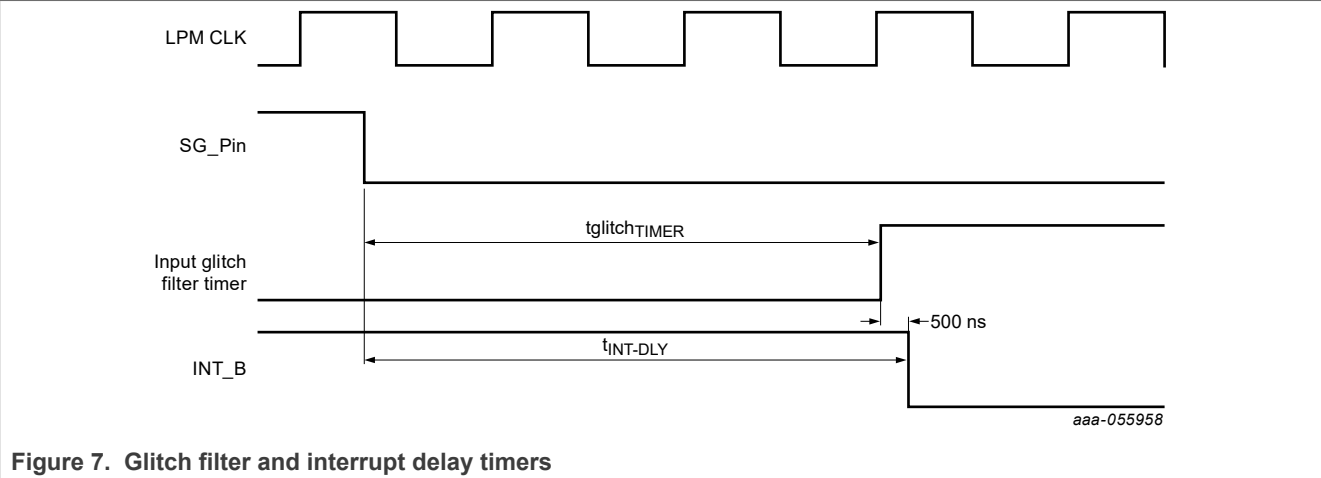 LPM CLK
SG_Pin
tglitchTIMER
Input glitch
filter timer
500 ns
tINT-DLY
INT_B
aaa-055958
Figure 7. Glitch filter and interrupt delay timers